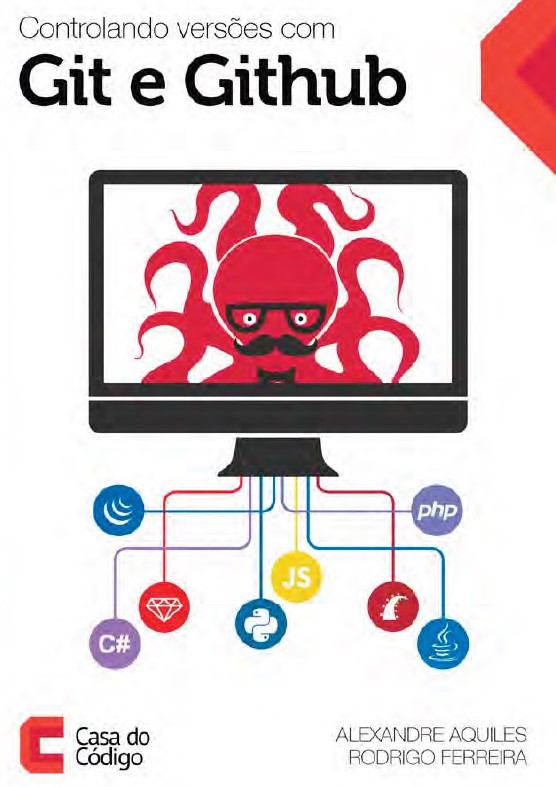 Controlando versões com
Git e Github
php
JS
C#
Casa do
Código
ALEXANDRE AQUILES
RODRIGO FERREIRA